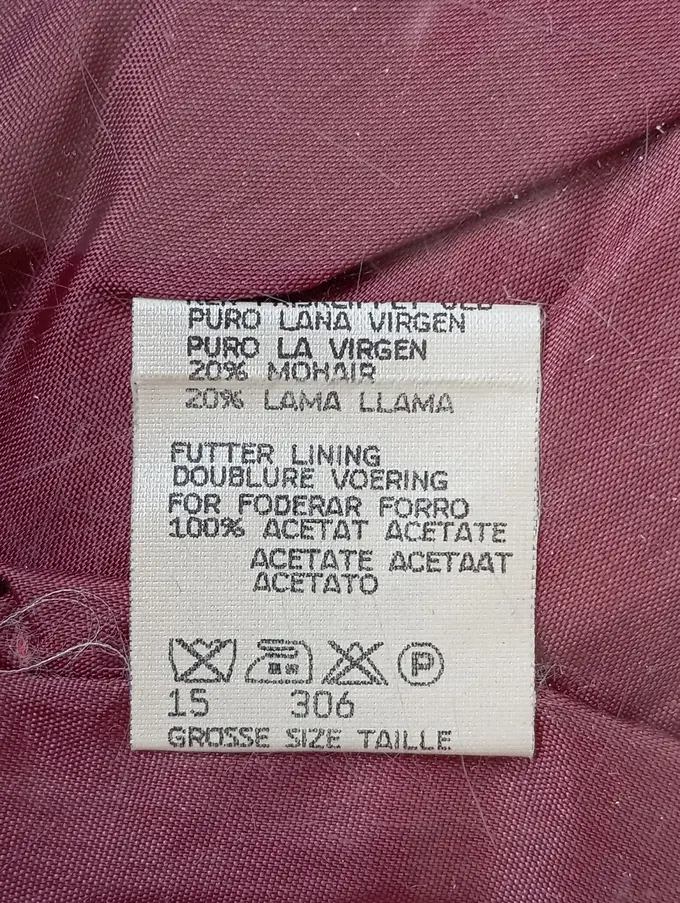 PURO LANA VIRGEN
PURO LA VIRGEN
20% MOHAIR
20% LAMA LLAMA
FUTTER LINING
DOUBLURE VOERING
FOR FODERAR FORRO
100% ACETAT ACETATE
ACETATE ACETAAT
ACETATO
P
15 306
GRÖSSE SIZE TAILLE